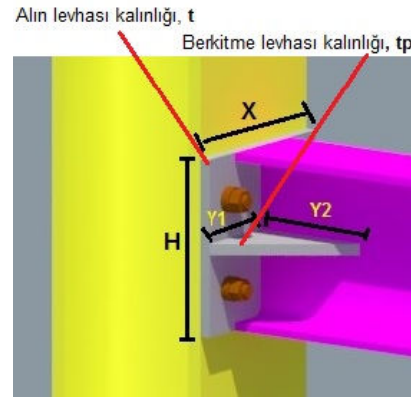 Alın levhası kalınlığı, t
Berkitme levhası kalınlığı, tp
X
Y1
Y2
H